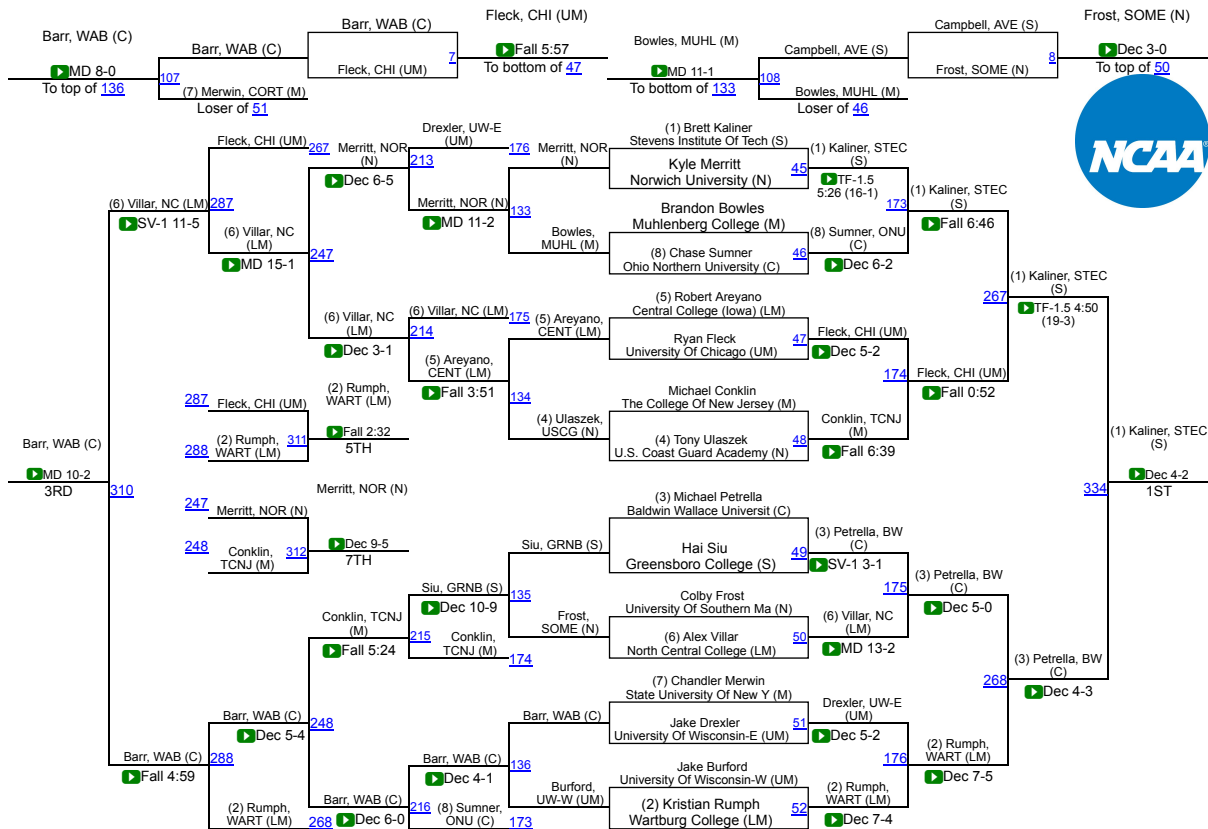 Barr, WAB (C)
MD 8-0
To top of 136
Barr, WAB (C)
107
(7) Merwin, CORT (M)
Loser of 51
Barr, WAB (C)
7
Fleck, CHI (UM)
Fleck, CHI (UM)
Fall 5:57
To bottom of 47
Bowles, MUHL (M)
MD 11-1
To bottom of 133
Campbell, AVE (S)
108
Bowles, MUHL (M)
Loser of 46
Campbell, AVE (S)
8
Frost, SOME (N)
Frost, SOME (N)
Dec 3-0
To top of 50
NCAA®
(1) Brett Kaliner
Stevens Institute Of Tech (S)
Kyle Merritt
Norwich University (N)
45
Brandon Bowles
Muhlenberg College (M)
(8) Chase Sumner
Ohio Northern University (C)
46
(5) Robert Areyano
Central College (Iowa) (LM)
Ryan Fleck
University Of Chicago (UM)
47
Michael Conklin
The College Of New Jersey (M)
(4) Tony Ulaszek
U.S. Coast Guard Academy (N)
48
(3) Michael Petrella
Baldwin Wallace Universit (C)
Hai Siu
Greensboro College (S)
49
Colby Frost
University Of Southern Ma (N)
(6) Alex Villar
North Central College (LM)
50
(7) Chandler Merwin
State University Of New Y (M)
Jake Drexler
University Of Wisconsin-E (UM)
51
Jake Burford
University Of Wisconsin-W (UM)
(2) Kristian Rumph
Wartburg College (LM)
52
(1) Kaliner, STEC
(S)
TF-1.5
5:26 (16-1)
173
(8) Sumner, ONU
(C)
Dec 6-2
Fleck, CHI (UM)
Dec 5-2
174
Conklin, TCNJ
(M)
Fall 6:39
(3) Petrella, BW
(C)
SV-1 3-1
175
(6) Villar, NC
(LM)
MD 13-2
Drexler, UW-E
(UM)
Dec 5-2
176
(2) Rumph,
WART (LM)
Dec 7-4
(1) Kaliner, STEC
(S)
Fall 6:46
267
Fleck, CHI (UM)
Fall 0:52
(3) Petrella, BW
(C)
Dec 5-0
268
(2) Rumph,
WART (LM)
Dec 7-5
(1) Kaliner, STEC
(S)
TF-1.5 4:50
(19-3)
334
(3) Petrella, BW
(C)
Dec 4-3
(1) Kaliner, STEC
(S)
Dec 4-2
1ST
Merritt, NOR
(N)
133
Bowles,
MUHL (M)
(5) Areyano,
CENT (LM)
134
(4) Ulaszek,
USCG (N)
Siu, GRNB (S)
135
Frost,
SOME (N)
Barr, WAB (C)
136
Burford,
UW-W (UM)
Drexler, UW-E
(UM)
176
213
Merritt, NOR (N)
MD 11-2
(6) Villar, NC (LM)
175
214
(5) Areyano,
CENT (LM)
Fall 3:51
Siu, GRNB (S)
Dec 10-9
215
Conklin,
TCNJ (M)
174
Barr, WAB (C)
Dec 4-1
216
(8) Sumner,
ONU (C)
173
Merritt, NOR
(N)
Dec 6-5
247
(6) Villar, NC
(LM)
Dec 3-1
Conklin, TCNJ
(M)
Fall 5:24
248
Barr, WAB (C)
Dec 6-0
Fleck, CHI (UM)
267
287
(6) Villar, NC
(LM)
MD 15-1
Barr, WAB (C)
Dec 5-4
288
(2) Rumph,
WART (LM)
268
(6) Villar, NC (LM)
SV-1 11-5
310
Barr, WAB (C)
Fall 4:59
Barr, WAB (C)
MD 10-2
3RD
287
Fleck, CHI (UM)
311
288
(2) Rumph,
WART (LM)
(2) Rumph,
WART (LM)
Fall 2:32
5TH
247
Merritt, NOR (N)
312
248
Conklin,
TCNJ (M)
Merritt, NOR (N)
Dec 9-5
7TH